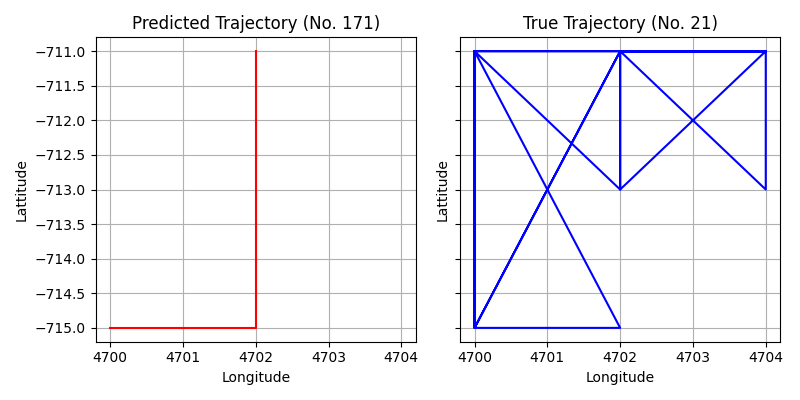 Predicted Trajectory (No. 171)
Lattitude
−711.0
−711.5
−712.0
−712.5
−713.0
−713.5
−714.0
−714.5
−715.0
4700 4701 4702 4703 4704
Longitude
True Trajectory (No. 21)
Lattitude
4700 4701 4702 4703 4704
Longitude